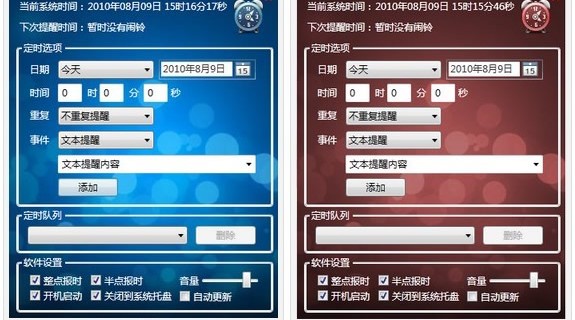 当前系统时间：2010年08月09日 15时16分17秒
下次提醒时间：暂时没有闹铃
定时选项
日期 今天 2010年8月9日 15
时间 0 时 0 分 0 秒
重复 不重复提醒
事件 文本提醒
文本提醒内容
添加
定时队列
删除
软件设置
整点报时 半点报时 音量
开机启动 关闭到系统托盘 自动更新
当前系统时间：2010年08月09日 15时15分46秒
下次提醒时间：暂时没有闹铃
定时选项
日期 今天 2010年8月9日 15
时间 0 时 0 分 0 秒
重复 不重复提醒
事件 文本提醒
文本提醒内容
添加
定时队列
删除
软件设置
整点报时 半点报时 音量
开机启动 关闭到系统托盘 自动更新